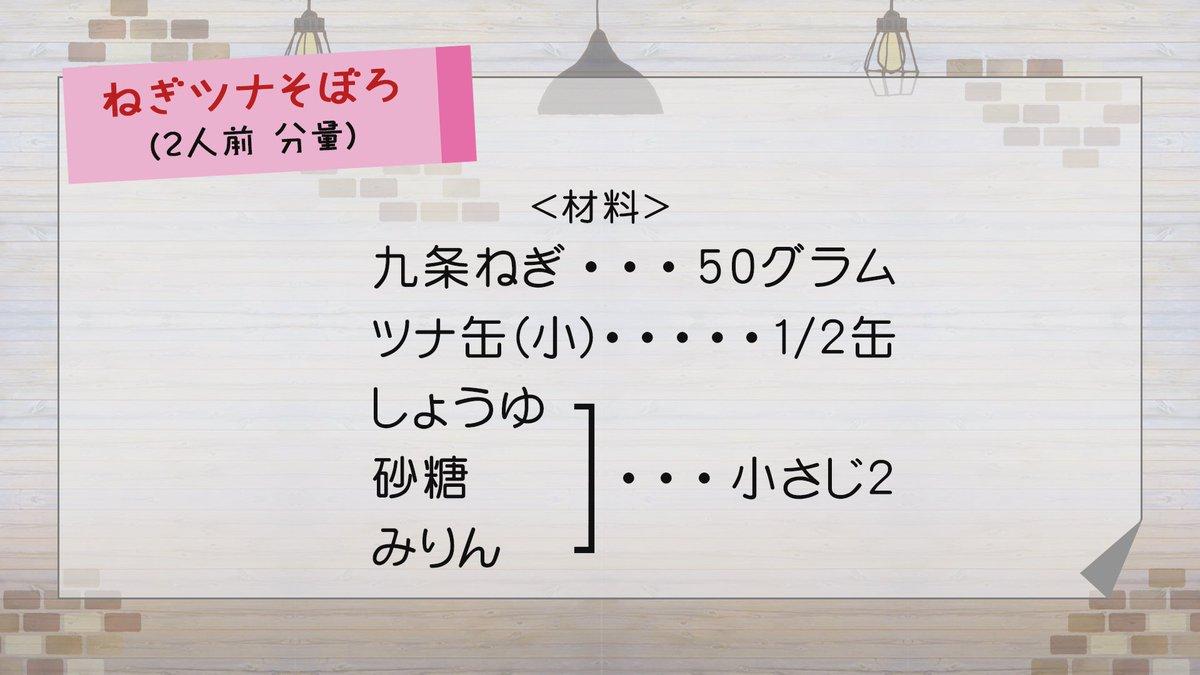 ねぎツナそぼろ
(2人前 分量)
<材料>
九条ねぎ・・・50グラム
ツナ缶(小)・・・・・1/2缶
しょうゆ
砂糖 ・・・小さじ2
みりん